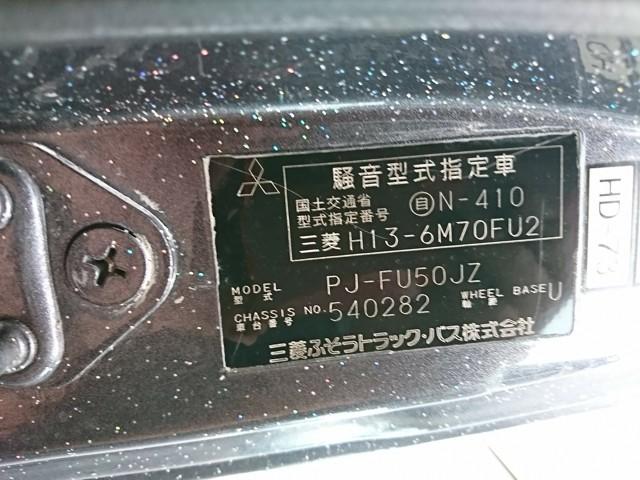 騒音型式指定車
国土交通省
型式指定番号 自N-410
三菱 H13-6M70FU2
MODEL
型式 PJ-FU50JZ
CHASSIS NO.
車台番号 540282 WHEEL BASE
軸距 U
三菱ふそうトラック・バス株式会社
HD-73